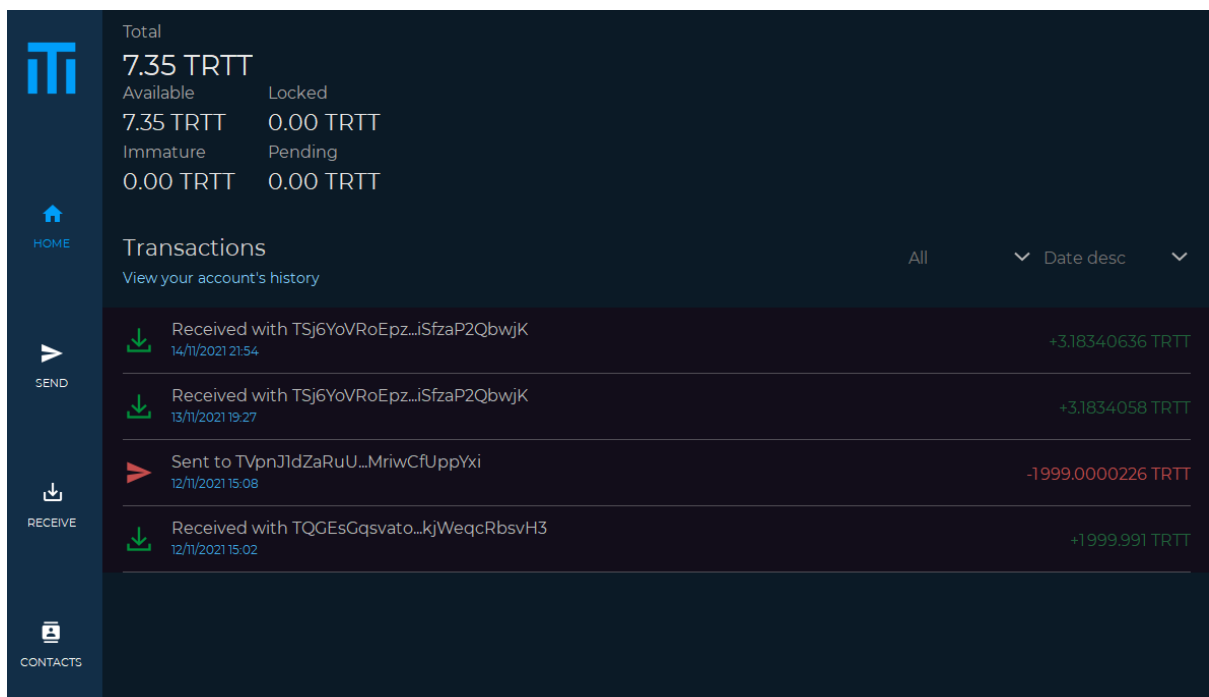 Total
7.35 TRTT
Available Locked
7.35 TRTT 0.00 TRTT
Immature Pending
0.00 TRTT 0.00 TRTT
HOME
Transactions
View your account's history
All Date desc
Received with TSj6YoVRoEpz...iSfzaP2QbwjK
14/11/2021 21:54
+3.18340636 TRTT
SEND
Received with TSj6YoVRoEpz...iSfzaP2QbwjK
13/11/2021 19:27
+3.1834058 TRTT
Sent to TVpnJ1dZaRuU...MriwCfUppYxi
12/11/2021 15:08
-1999.0000226 TRTT
RECEIVE
Received with TQGEsGqsvato...kjWeqcRbsvH3
12/11/2021 15:02
+1999.991 TRTT
CONTACTS